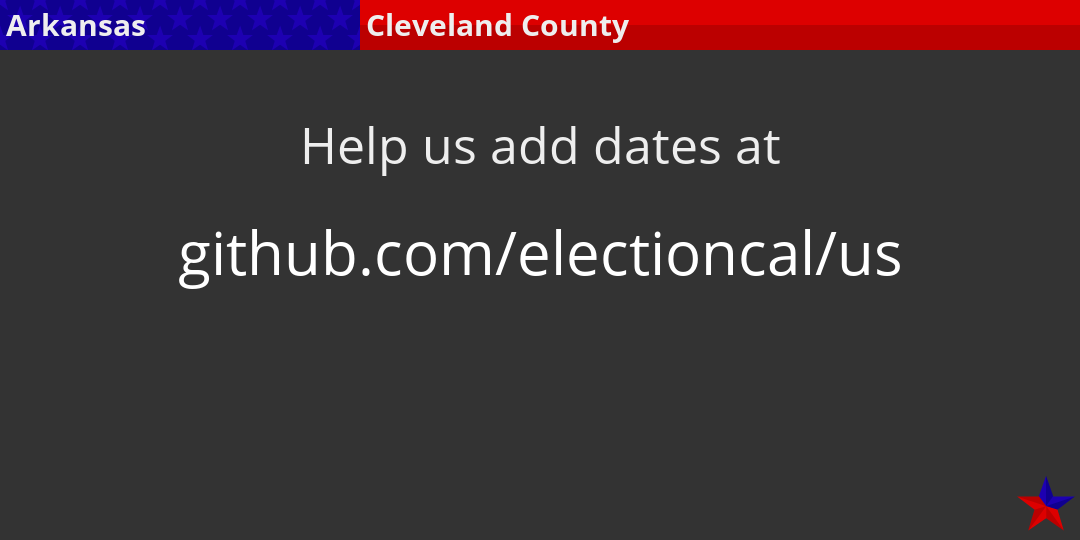 Arkansas
Cleveland County
Help us add dates at
github.com/electioncal/us